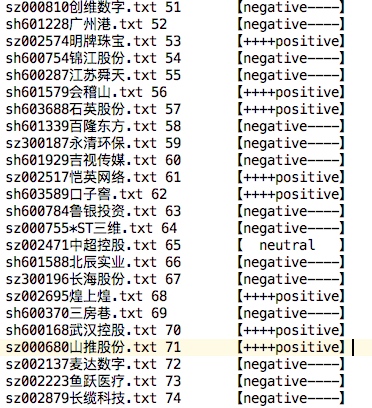 sz000810创维数字.txt 51 【negative----】
sh601228广州港.txt 52 【negative----】
sz002574明牌珠宝.txt 53 【++++positive】
sh600754锦江股份.txt 54 【negative----】
sh600287江苏舜天.txt 55 【negative----】
sh601579会稽山.txt 56 【++++positive】
sh603688石英股份.txt 57 【++++positive】
sh601339百隆东方.txt 58 【negative----】
sz300187永清环保.txt 59 【negative----】
sh601929吉视传媒.txt 60 【negative----】
sz002517恺英网络.txt 61 【++++positive】
sh603589口子窖.txt 62 【++++positive】
sh600784鲁银投资.txt 63 【negative----】
sz000755*ST三维.txt 64 【negative----】
sz002471中超控股.txt 65 【 neutral 】
sh601588北辰实业.txt 66 【negative----】
sz300196长海股份.txt 67 【negative----】
sz002695煌上煌.txt 68 【++++positive】
sh600370三房巷.txt 69 【negative----】
sh600168武汉控股.txt 70 【++++positive】
sz000680山推股份.txt 71 【++++positive】
sz002137麦达数字.txt 72 【negative----】
sz002223鱼跃医疗.txt 73 【negative----】
sz002879长缆科技.txt 74 【negative----】